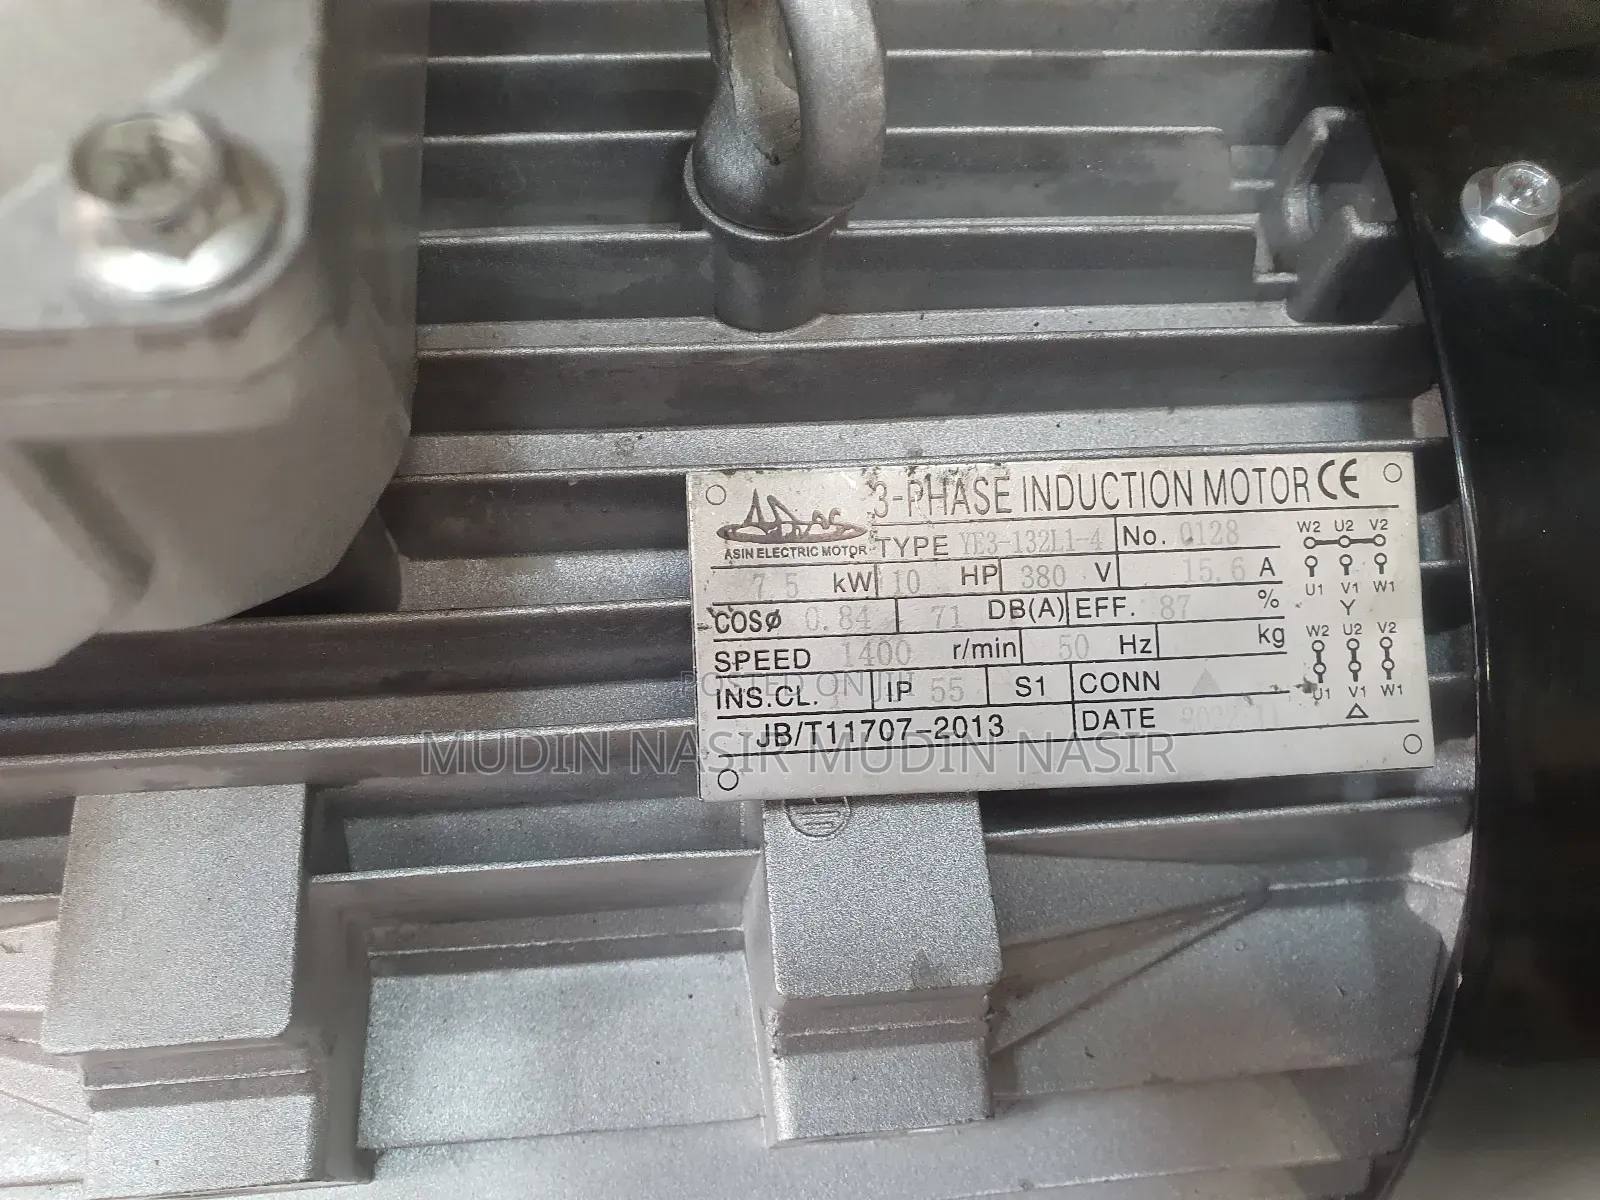 3-PHASE INDUCTION MOTOR CE
ASIN ELECTRIC MOTOR
TYPE YE3-132L1-4 No. 0128
7.5 kW 10 HP 380 V 15.6 A
COSø 0.84 71 DB(A) EFF. 87 %
SPEED 1400 r/min 50 Hz kg
INS.CL. IP 55 S1 CONN △
JB/T11707-2013 DATE
W2 U2 V2
U1 V1 W1
Y
W2 U2 V2
U1 V1 W1
△
POSTED ON
MUDIN NASIR MUDIN NASIR